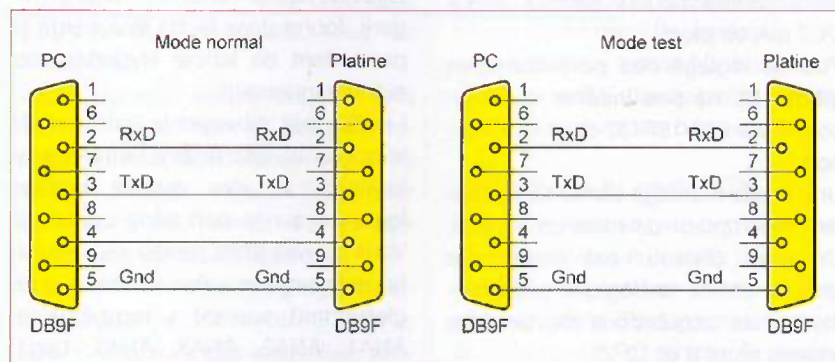 Mode normal
PC
Platine
1
6
RxD
2
7
TxD
3
8
4
9
Gnd
5
DB9F
1
6
RxD
2
7
TxD
3
8
4
9
Gnd
5
DB9F
Mode test
PC
Platine
1
6
RxD
2
7
TxD
3
8
4
9
Gnd
5
DB9F
1
6
RxD
2
7
TxD
3
8
4
9
Gnd
5
DB9F